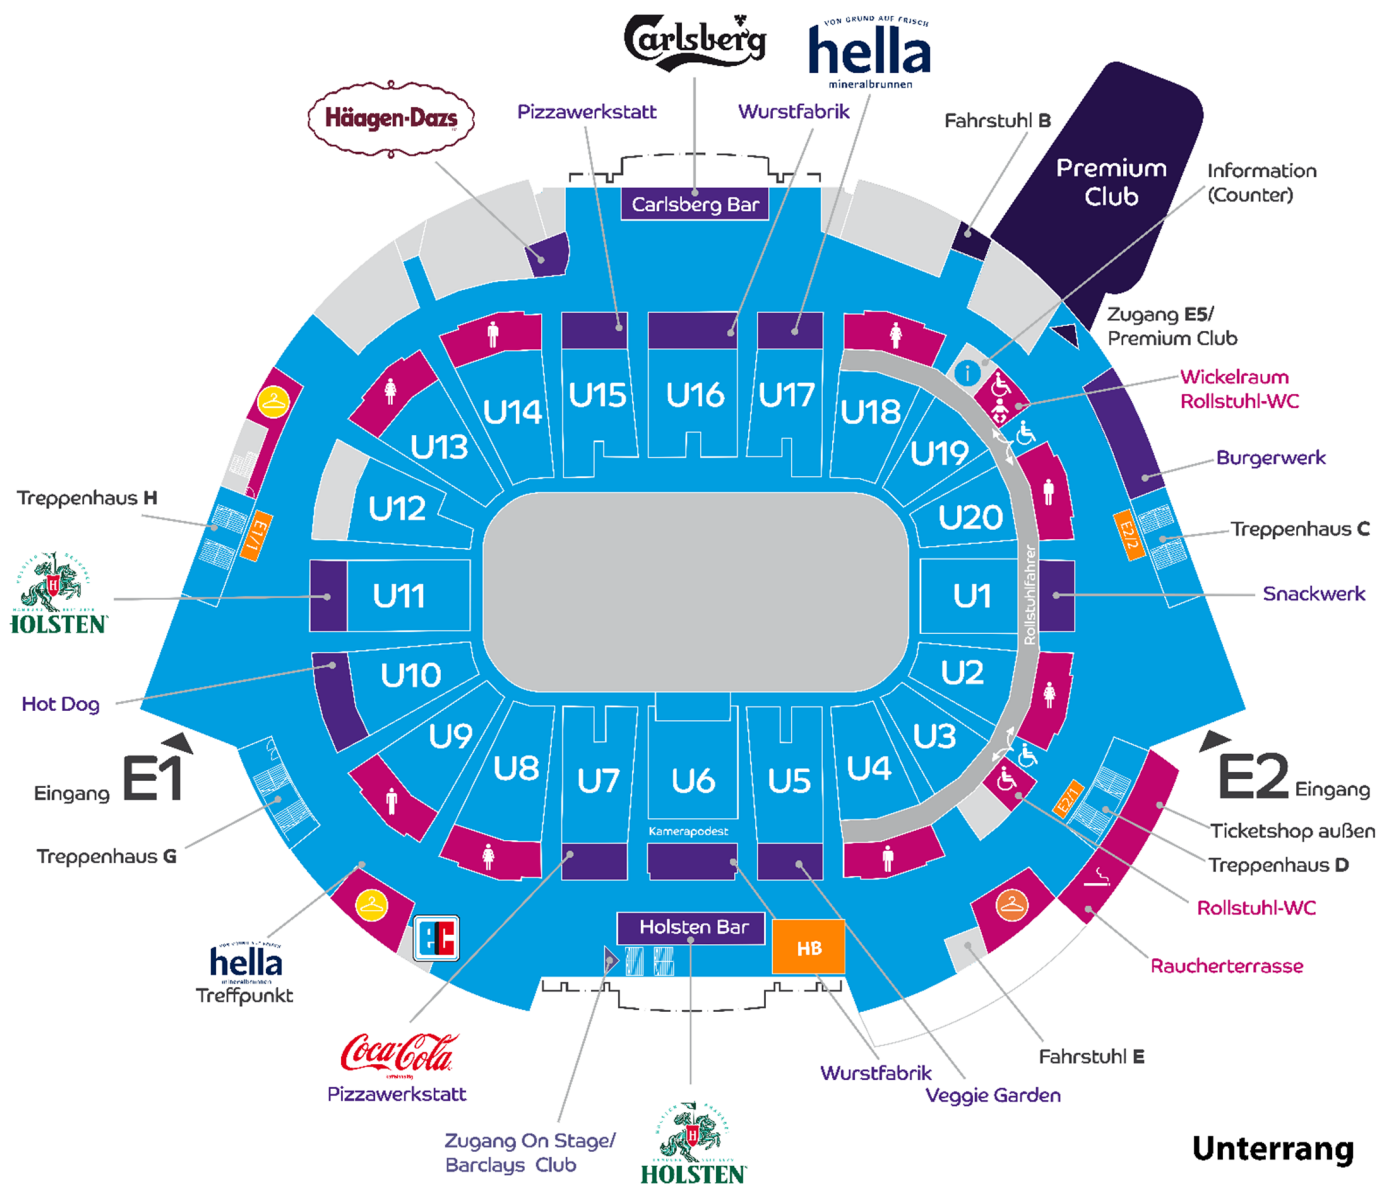 Carlsberg
VON GRUND AUF FRISCH
hella
mineralbrunnen
Häagen-Dazs
Pizzawerkstatt
Wurstfabrik
Fahrstuhl B
Premium
Club
Information
(Counter)
Carlsberg Bar
Zugang E5/
Premium Club
Wickelraum
Rollstuhl-WC
i
U15
U16
U17
U14
U18
U13
U19
Burgerwerk
Treppenhaus H
U12
U20
E1/1
E2/2
Treppenhaus C
HOLSTEN
U11
U1
Rollstuhlfahrer
Snackwerk
Hot Dog
U10
U2
U9
U3
U8
U7
U6
U5
U4
Eingang E1
E2 Eingang
E2/1
Kamerapodest
Ticketshop außen
Treppenhaus G
Treppenhaus D
Rollstuhl-WC
EC
Holsten Bar
HB
hella
mineralbrunnen
Treffpunkt
Raucherterrasse
Coca-Cola
Pizzawerkstatt
Fahrstuhl E
Wurstfabrik
Veggie Garden
Zugang On Stage/
Barclays Club
HOLSTEN
Unterrang